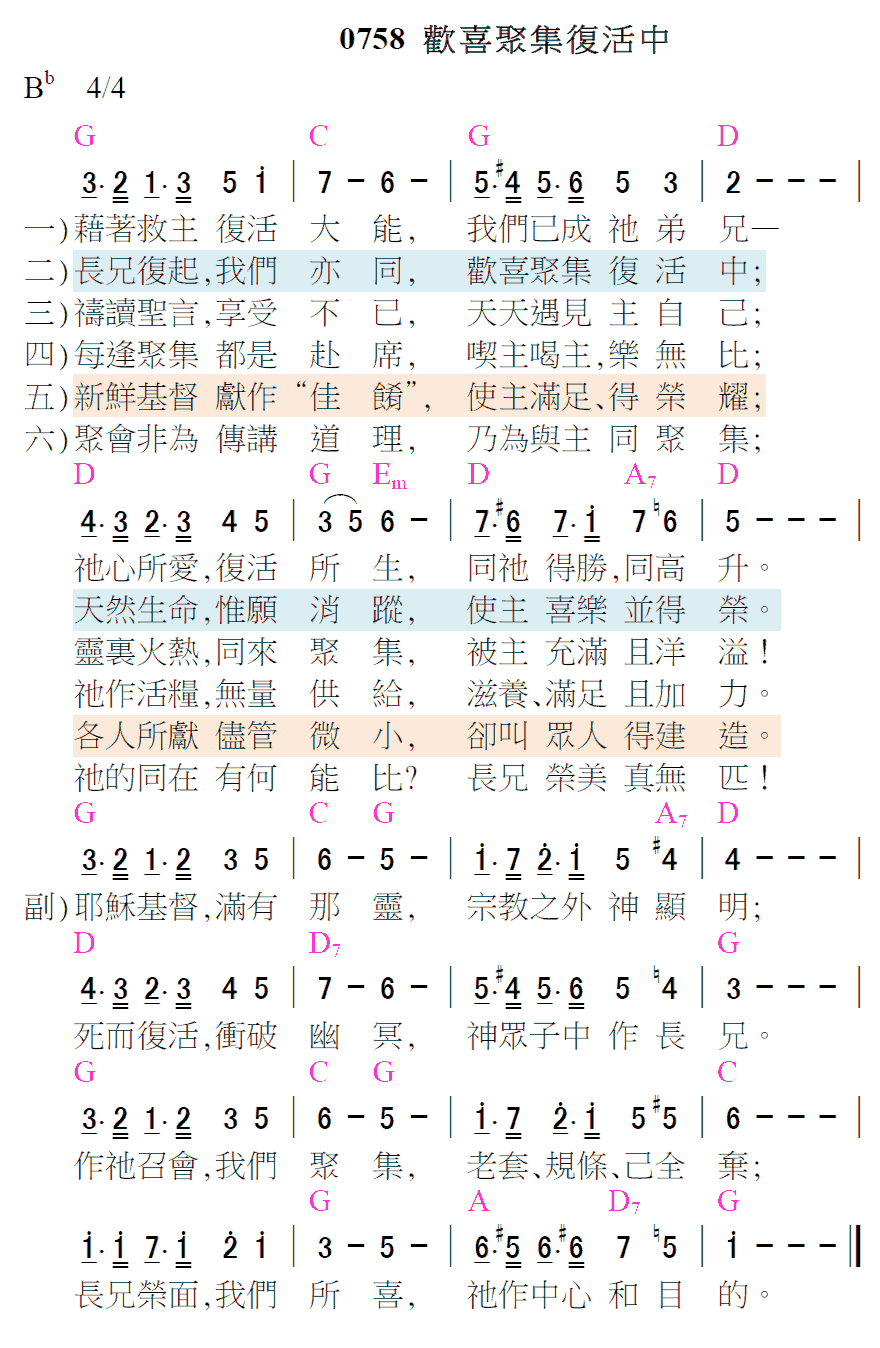 0758 歡喜聚集復活中
Bb 4/4
G C G D
3. 2 1. 3 5 i | 7 – 6 – | 5. #4 5. 6 5 3 | 2 – – – |
一)藉著救主 復活 大 能, 我們已成 祂 弟 兄—
二)長兄復起,我們 亦 同, 歡喜聚集 復 活 中;
三)禱讀聖言,享受 不 已, 天天遇見 主 自 己;
四)每逢聚集 都是 赴 席, 喫主喝主,樂 無 比;
五)新鮮基督 獻作 “佳 餚”, 使主滿足、得 榮 耀;
六)聚會非為 傳講 道 理, 乃為與主 同 聚 集;
D G Em D A7 D
4. 3 2. 3 4 5 | 3 5 6 – | 7. #6 7. i 7 ♮6 | 5 – – – |
祂心所愛,復活 所 生, 同祂 得勝,同高 升。
天然生命,惟願 消 蹤, 使主 喜樂 並得 榮。
靈裏火熱,同來 聚 集, 被主 充滿 且洋 溢!
祂作活糧,無量 供 給, 滋養、滿足 且加 力。
各人所獻 儘管 微 小, 卻叫 眾人 得建 造。
祂的同在 有何 能 比? 長兄 榮美 真無 匹!
G C G A7 D
3. 2 1. 2 3 5 | 6 – 5 – | i. 7 2̇. i 5 #4 | 4 – – – |
副)耶穌基督,滿有 那 靈, 宗教之外 神 顯 明;
D D7 G
4. 3 2. 3 4 5 | 7 – 6 – | 5. #4 5. 6 5 ♮4 | 3 – – – |
死而復活,衝破 幽 冥, 神眾子中 作 長 兄。
G C G C
3. 2 1. 2 3 5 | 6 – 5 – | i. 7 2̇. i 5 #5 | 6 – – – |
作祂召會,我們 聚 集, 老套、規條、已全 棄;
G A D7 G
i. i 7. i 2̇ i | 3 – 5 – | 6. #5 6. #6 7 ♮5 | i – – – ‖
長兄榮面,我們 所 喜, 祂作中心 和 目 的。